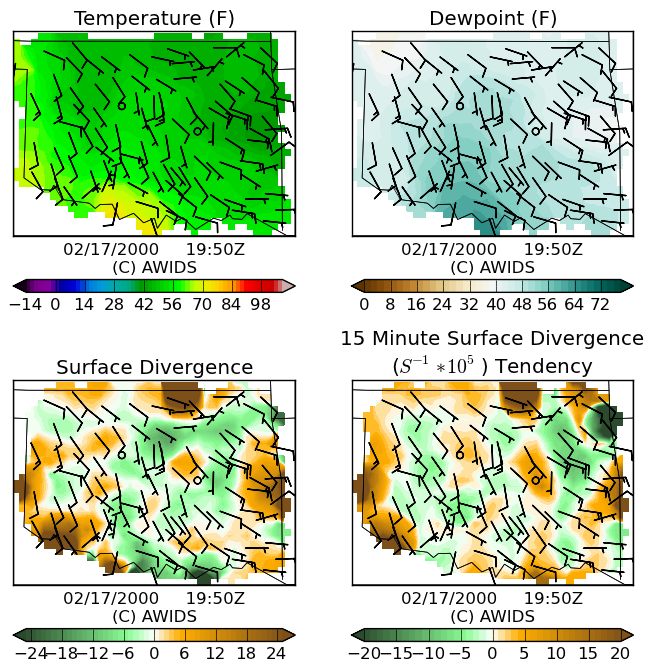 Temperature (F)
Dewpoint (F)
02/17/2000 19:50Z
(C) AWIDS
02/17/2000 19:50Z
(C) AWIDS
−14 0 14 28 42 56 70 84 98
0 8 16 24 32 40 48 56 64 72
Surface Divergence
15 Minute Surface Divergence
(S⁻¹ *10⁵ ) Tendency
02/17/2000 19:50Z
(C) AWIDS
02/17/2000 19:50Z
(C) AWIDS
−24 −18 −12 −6 0 6 12 18 24
−20 −15 −10 −5 0 5 10 15 20